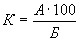 К = А · 100 / Б